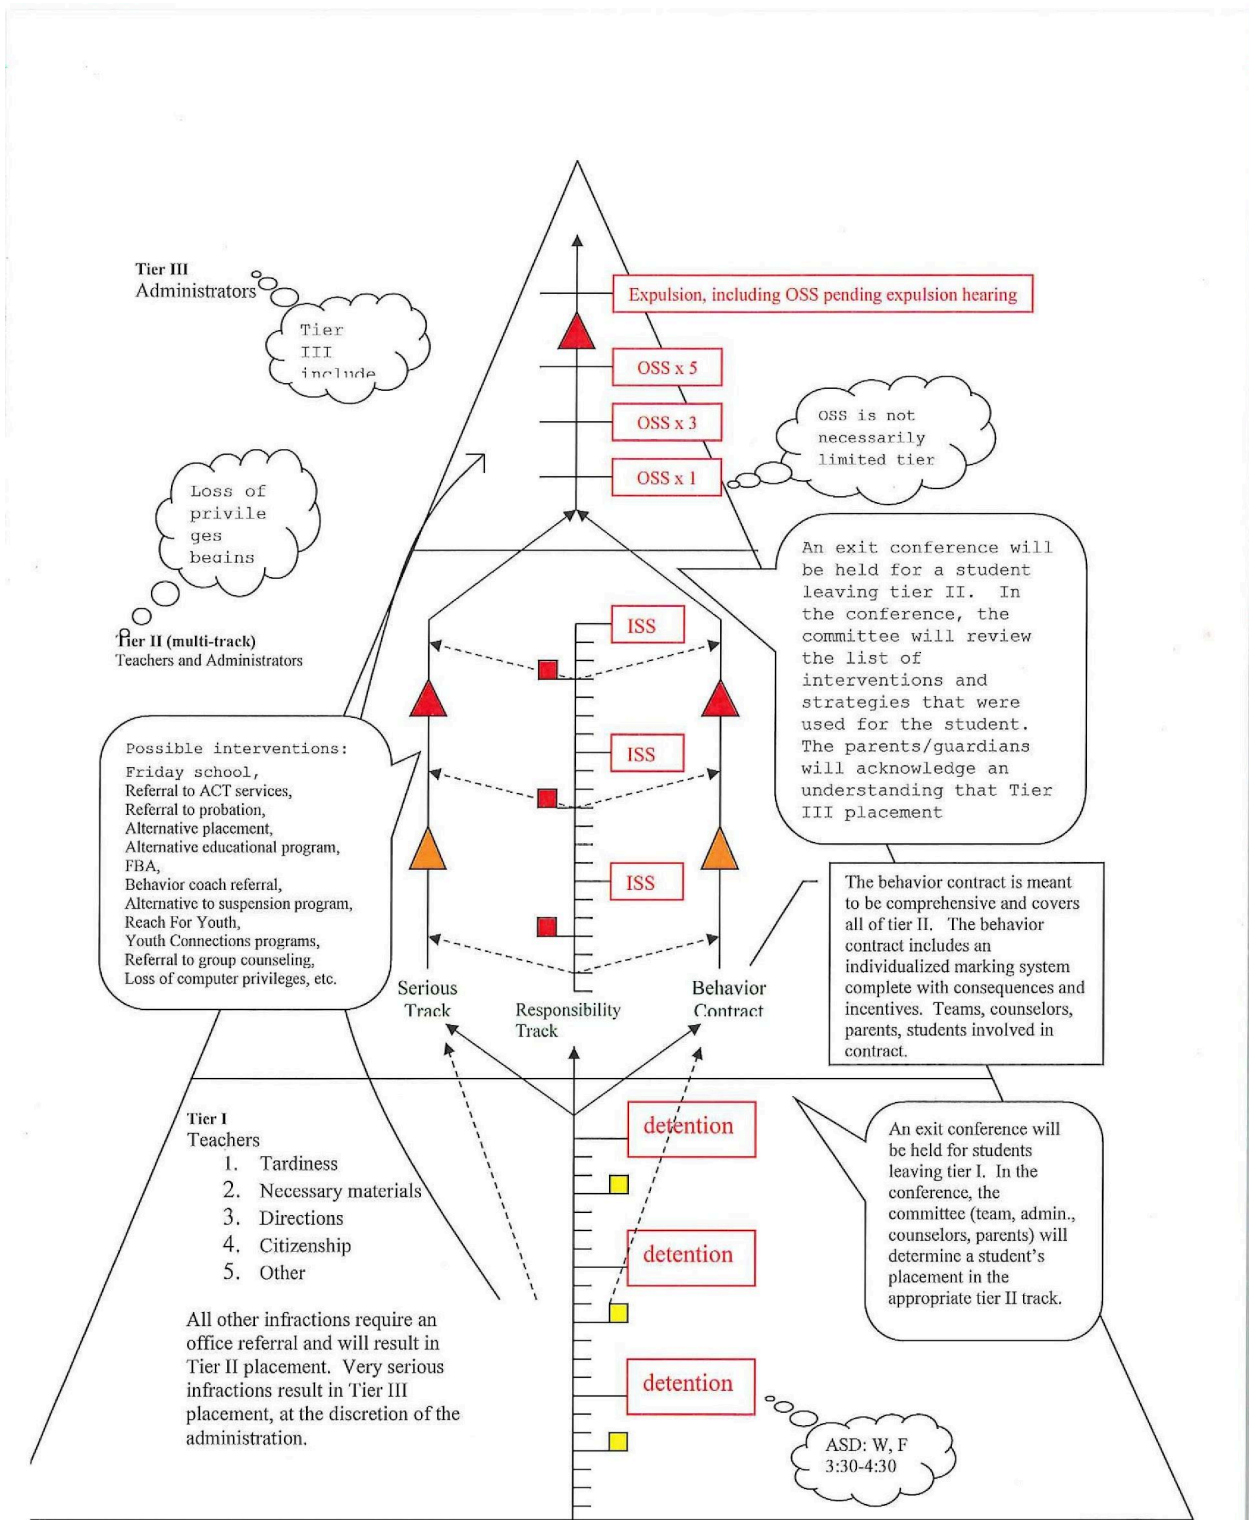 Tier III
Administrators
Tier
III
include
Expulsion, including OSS pending expulsion hearing
OSS x 5
OSS x 3
OSS x 1
OSS is not
necessarily
limited tier
Loss of
privile
ges
begins
Tier II (multi-track)
Teachers and Administrators
An exit conference will
be held for a student
leaving tier II. In
the conference, the
committee will review
the list of
interventions and
strategies that were
used for the student.
The parents/guardians
will acknowledge an
understanding that Tier
III placement
ISS
ISS
ISS
Possible interventions:
Friday school,
Referral to ACT services,
Referral to probation,
Alternative placement,
Alternative educational program,
FBA,
Behavior coach referral,
Alternative to suspension program,
Reach For Youth,
Youth Connections programs,
Referral to group counseling,
Loss of computer privileges, etc.
The behavior contract is meant
to be comprehensive and covers
all of tier II. The behavior
contract includes an
individualized marking system
complete with consequences and
incentives. Teams, counselors,
parents, students involved in
contract.
Serious
Track
Responsibility
Track
Behavior
Contract
Tier I
Teachers
1. Tardiness
2. Necessary materials
3. Directions
4. Citizenship
5. Other
All other infractions require an
office referral and will result in
Tier II placement. Very serious
infractions result in Tier III
placement, at the discretion of the
administration.
detention
detention
detention
An exit conference will
be held for students
leaving tier I. In the
conference, the
committee (team, admin.,
counselors, parents) will
determine a student's
placement in the
appropriate tier II track.
ASD: W, F
3:30-4:30